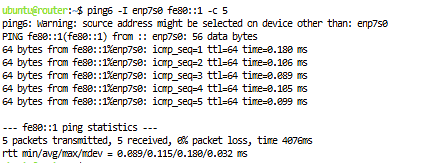 ubuntu@router:~$ ping6 -I enp7s0 fe80::1 -c 5
ping6: Warning: source address might be selected on device other than: enp7s0
PING fe80::1(fe80::1) from :: enp7s0: 56 data bytes
64 bytes from fe80::1%enp7s0: icmp_seq=1 ttl=64 time=0.180 ms
64 bytes from fe80::1%enp7s0: icmp_seq=2 ttl=64 time=0.106 ms
64 bytes from fe80::1%enp7s0: icmp_seq=3 ttl=64 time=0.089 ms
64 bytes from fe80::1%enp7s0: icmp_seq=4 ttl=64 time=0.105 ms
64 bytes from fe80::1%enp7s0: icmp_seq=5 ttl=64 time=0.099 ms
--- fe80::1 ping statistics ---
5 packets transmitted, 5 received, 0% packet loss, time 4076ms
rtt min/avg/max/mdev = 0.089/0.115/0.180/0.032 ms